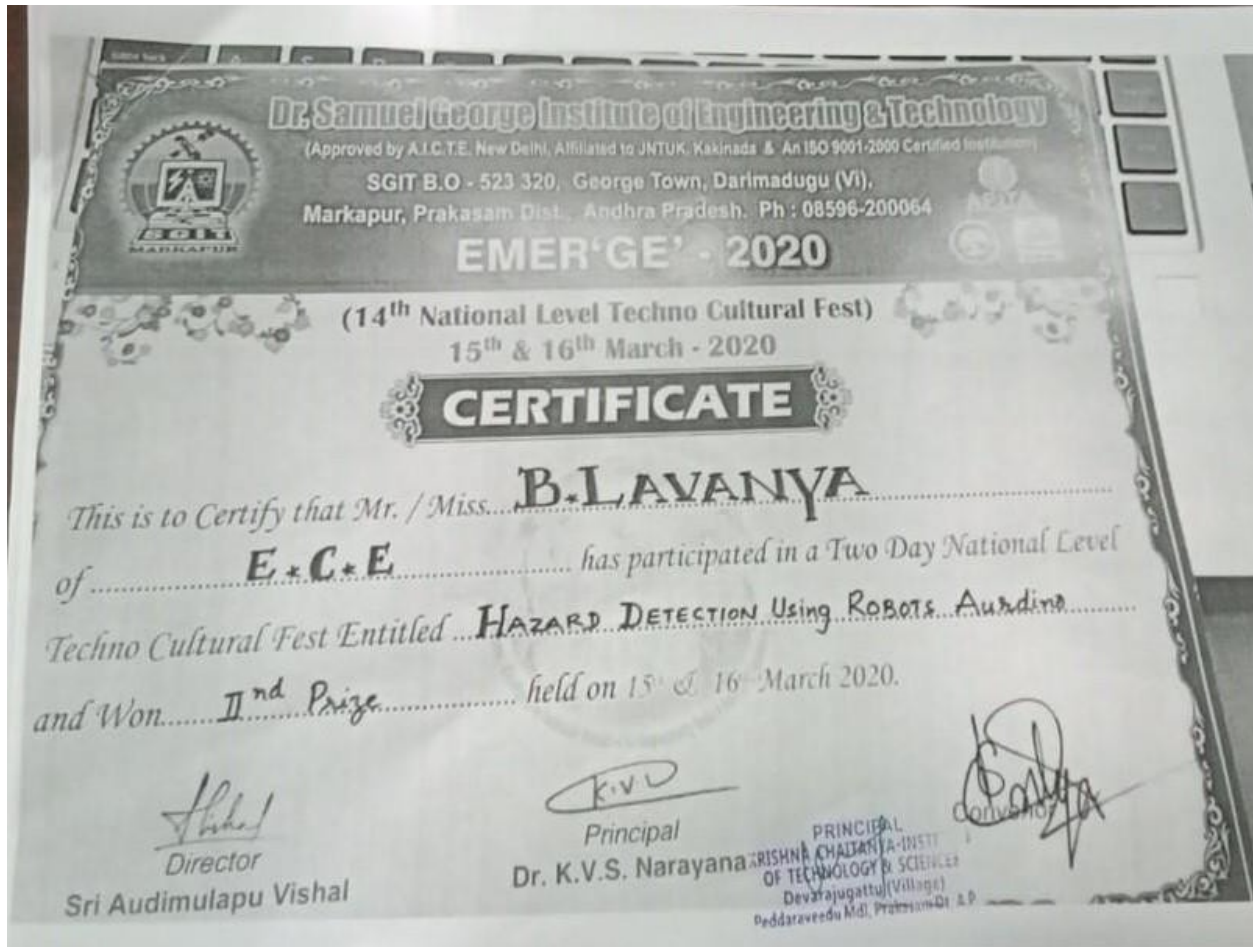 Dr. Samuel George Institute of Engineering & Technology
(Approved by A.I.C.T.E, New Delhi, Affiliated to JNTUK, Kakinada & An ISO 9001-2000 Certified Institution)
SGIT B.O - 523 320, George Town, Darimadugu (Vi),
Markapur, Prakasam Dist., Andhra Pradesh. Ph : 08596-200064
SGIT
MARKAPUR
EMER'GE' - 2020
(14th National Level Techno Cultural Fest)
15th & 16th March - 2020
CERTIFICATE
This is to Certify that Mr. / Miss....B.LAVANYA
of E*C*E has participated in a Two Day National Level
Techno Cultural Fest Entitled ...HAZARD DETECTION Using ROBOTS Aurdino
and Won...... IInd Prize held on 15 & 16 March 2020.
K.V.
Director
Sri Audimulapu Vishal
Principal
Dr. K.V.S. Narayana
Convenor
PRINCIPAL
KRISHNA CHAITANYA-INSTI
OF TECHNOLOGY & SCIENCES
Devarajugattu (Village)
Peddaraveedu Mdl, Prakasam Dt. A.P